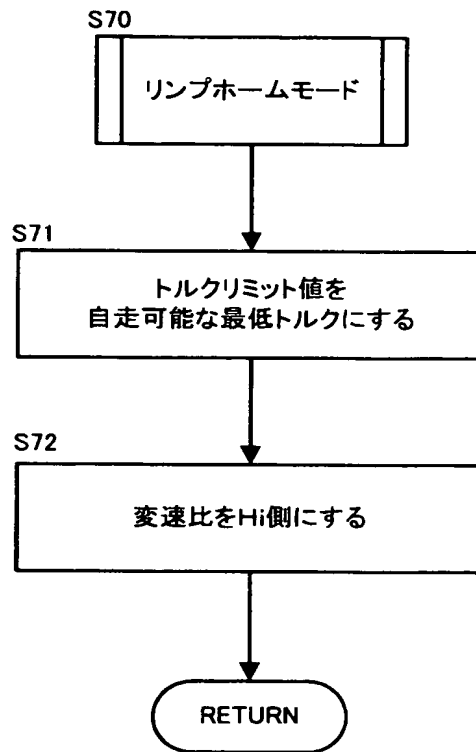 S70
リンプホームモード
S71
トルクリミット値を
自走可能な最低トルクにする
S72
変速比をHi側にする
RETURN